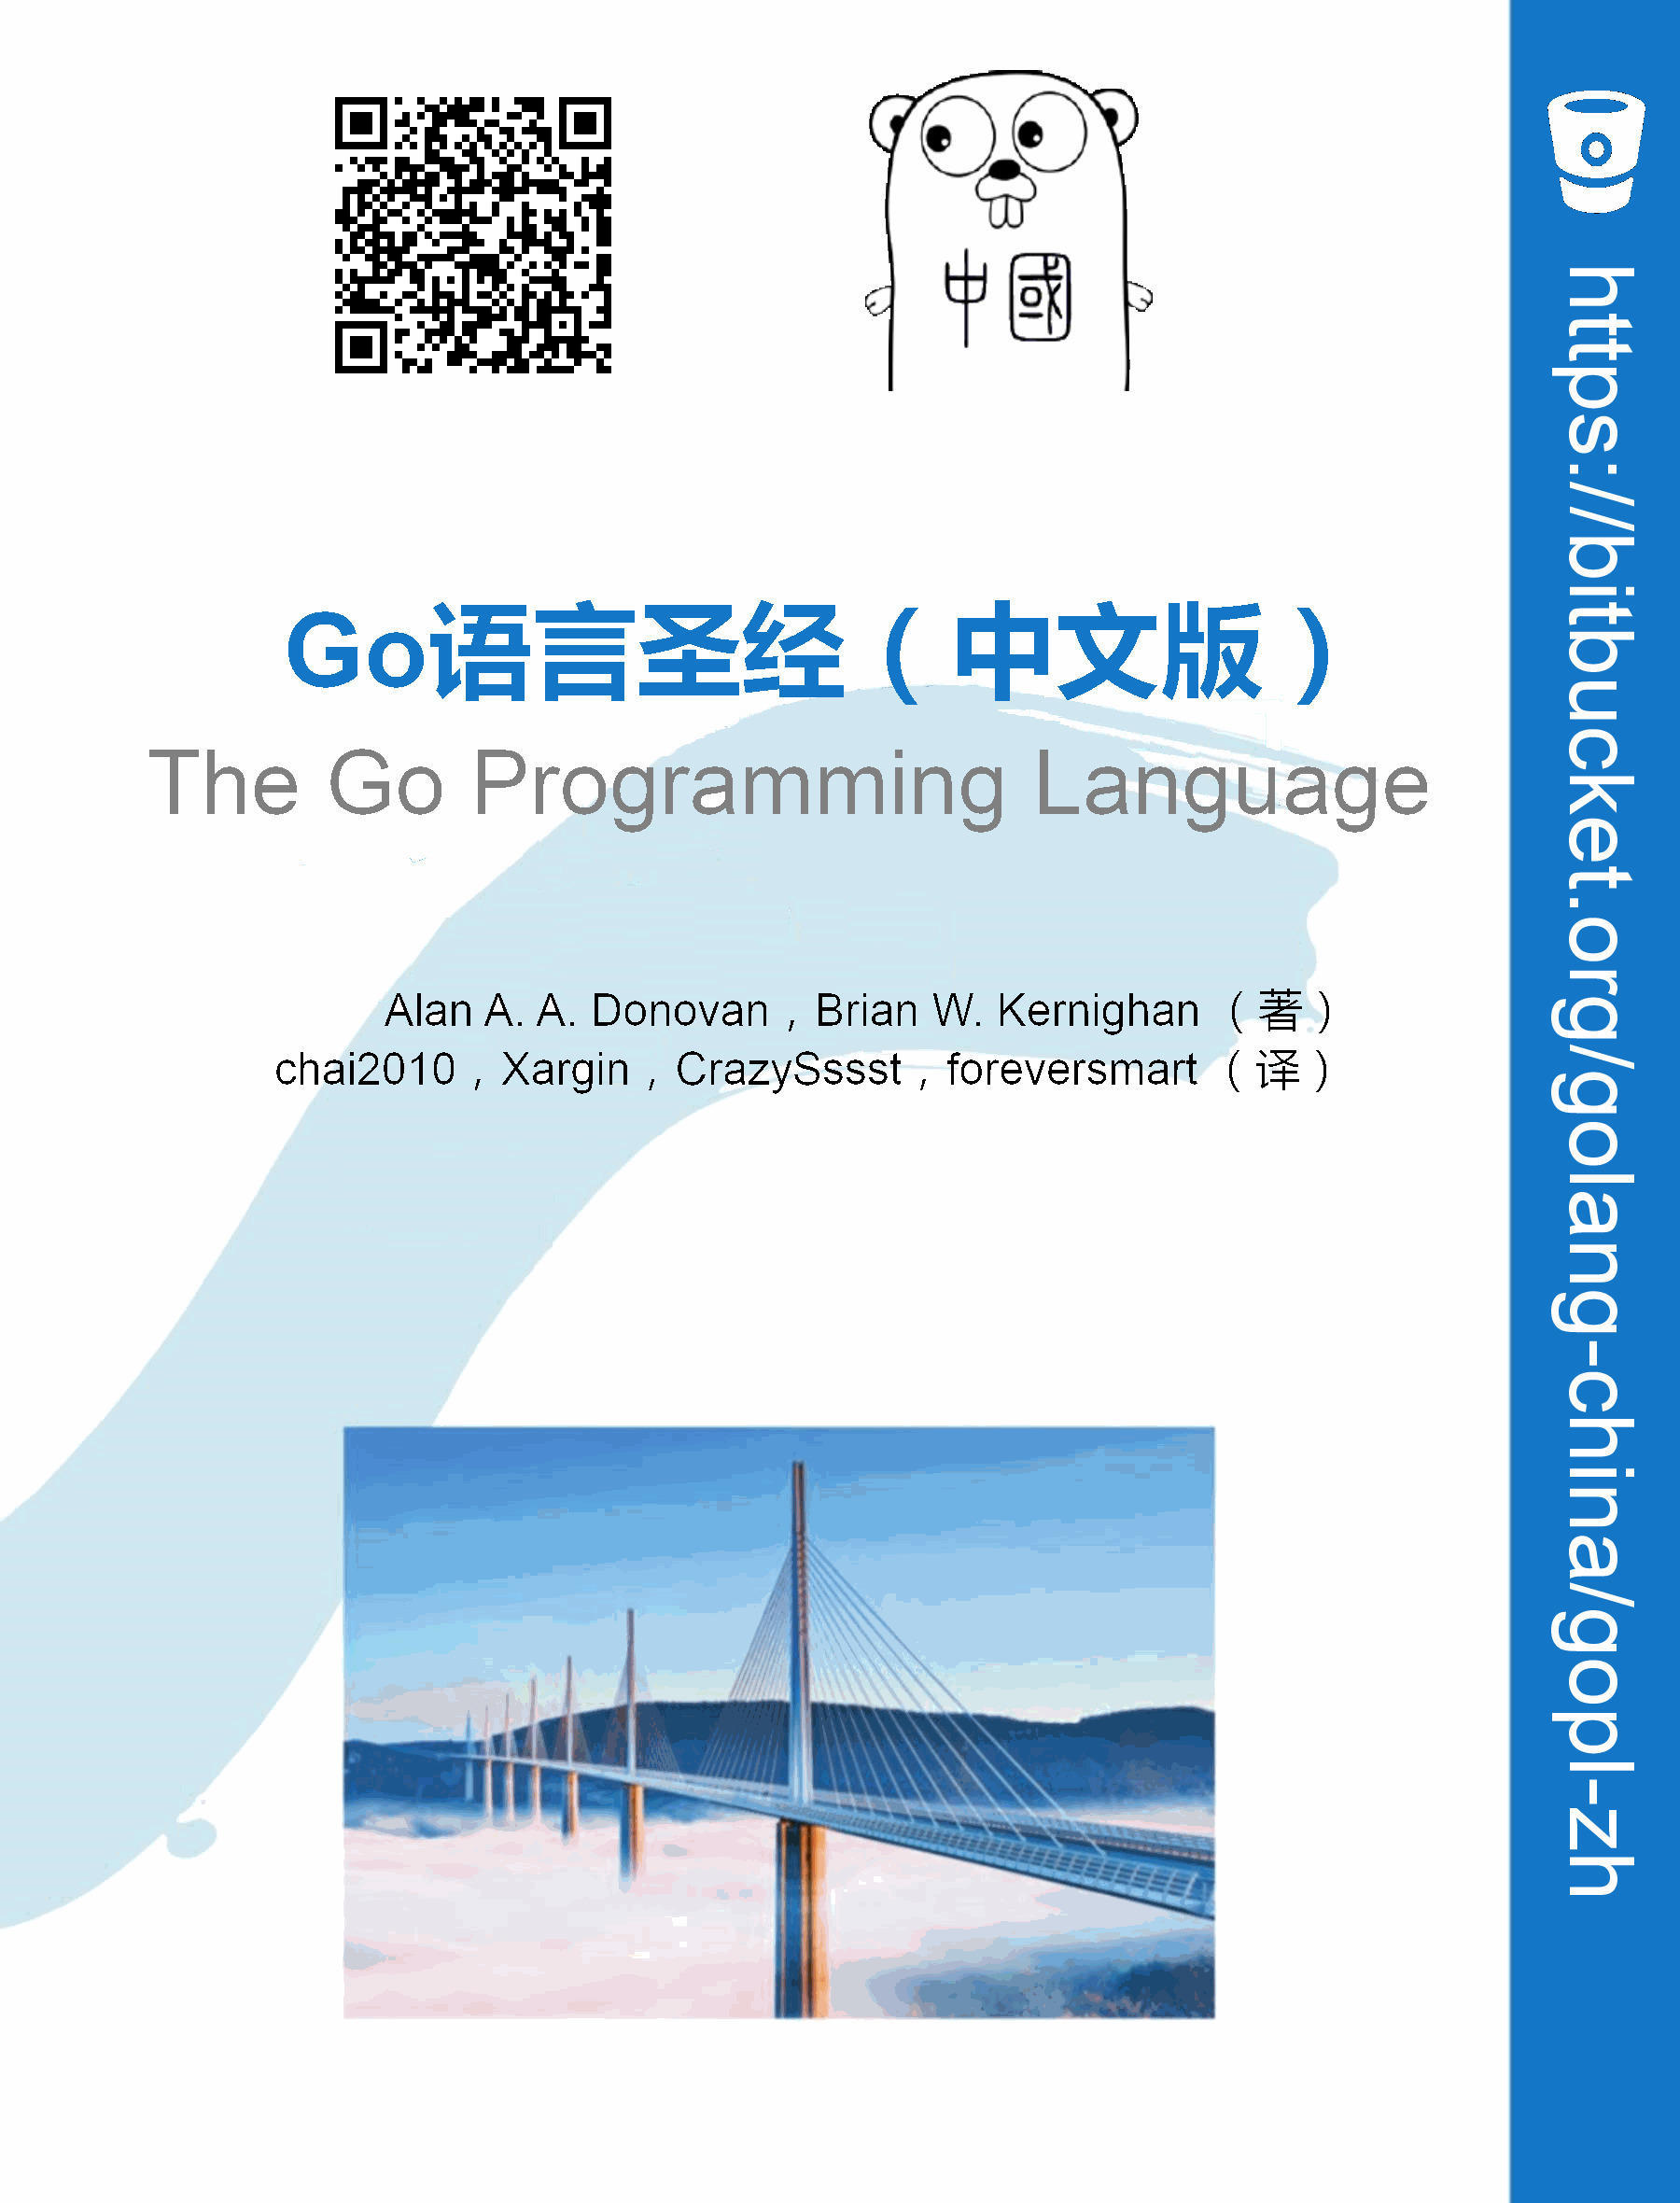 中國
Go语言圣经（中文版）
The Go Programming Language
Alan A. A. Donovan，Brian W. Kernighan （著）
chai2010，Xargin，CrazySssst，foreversmart （译）
https://bitbucket.org/golang-china/gopl-zh